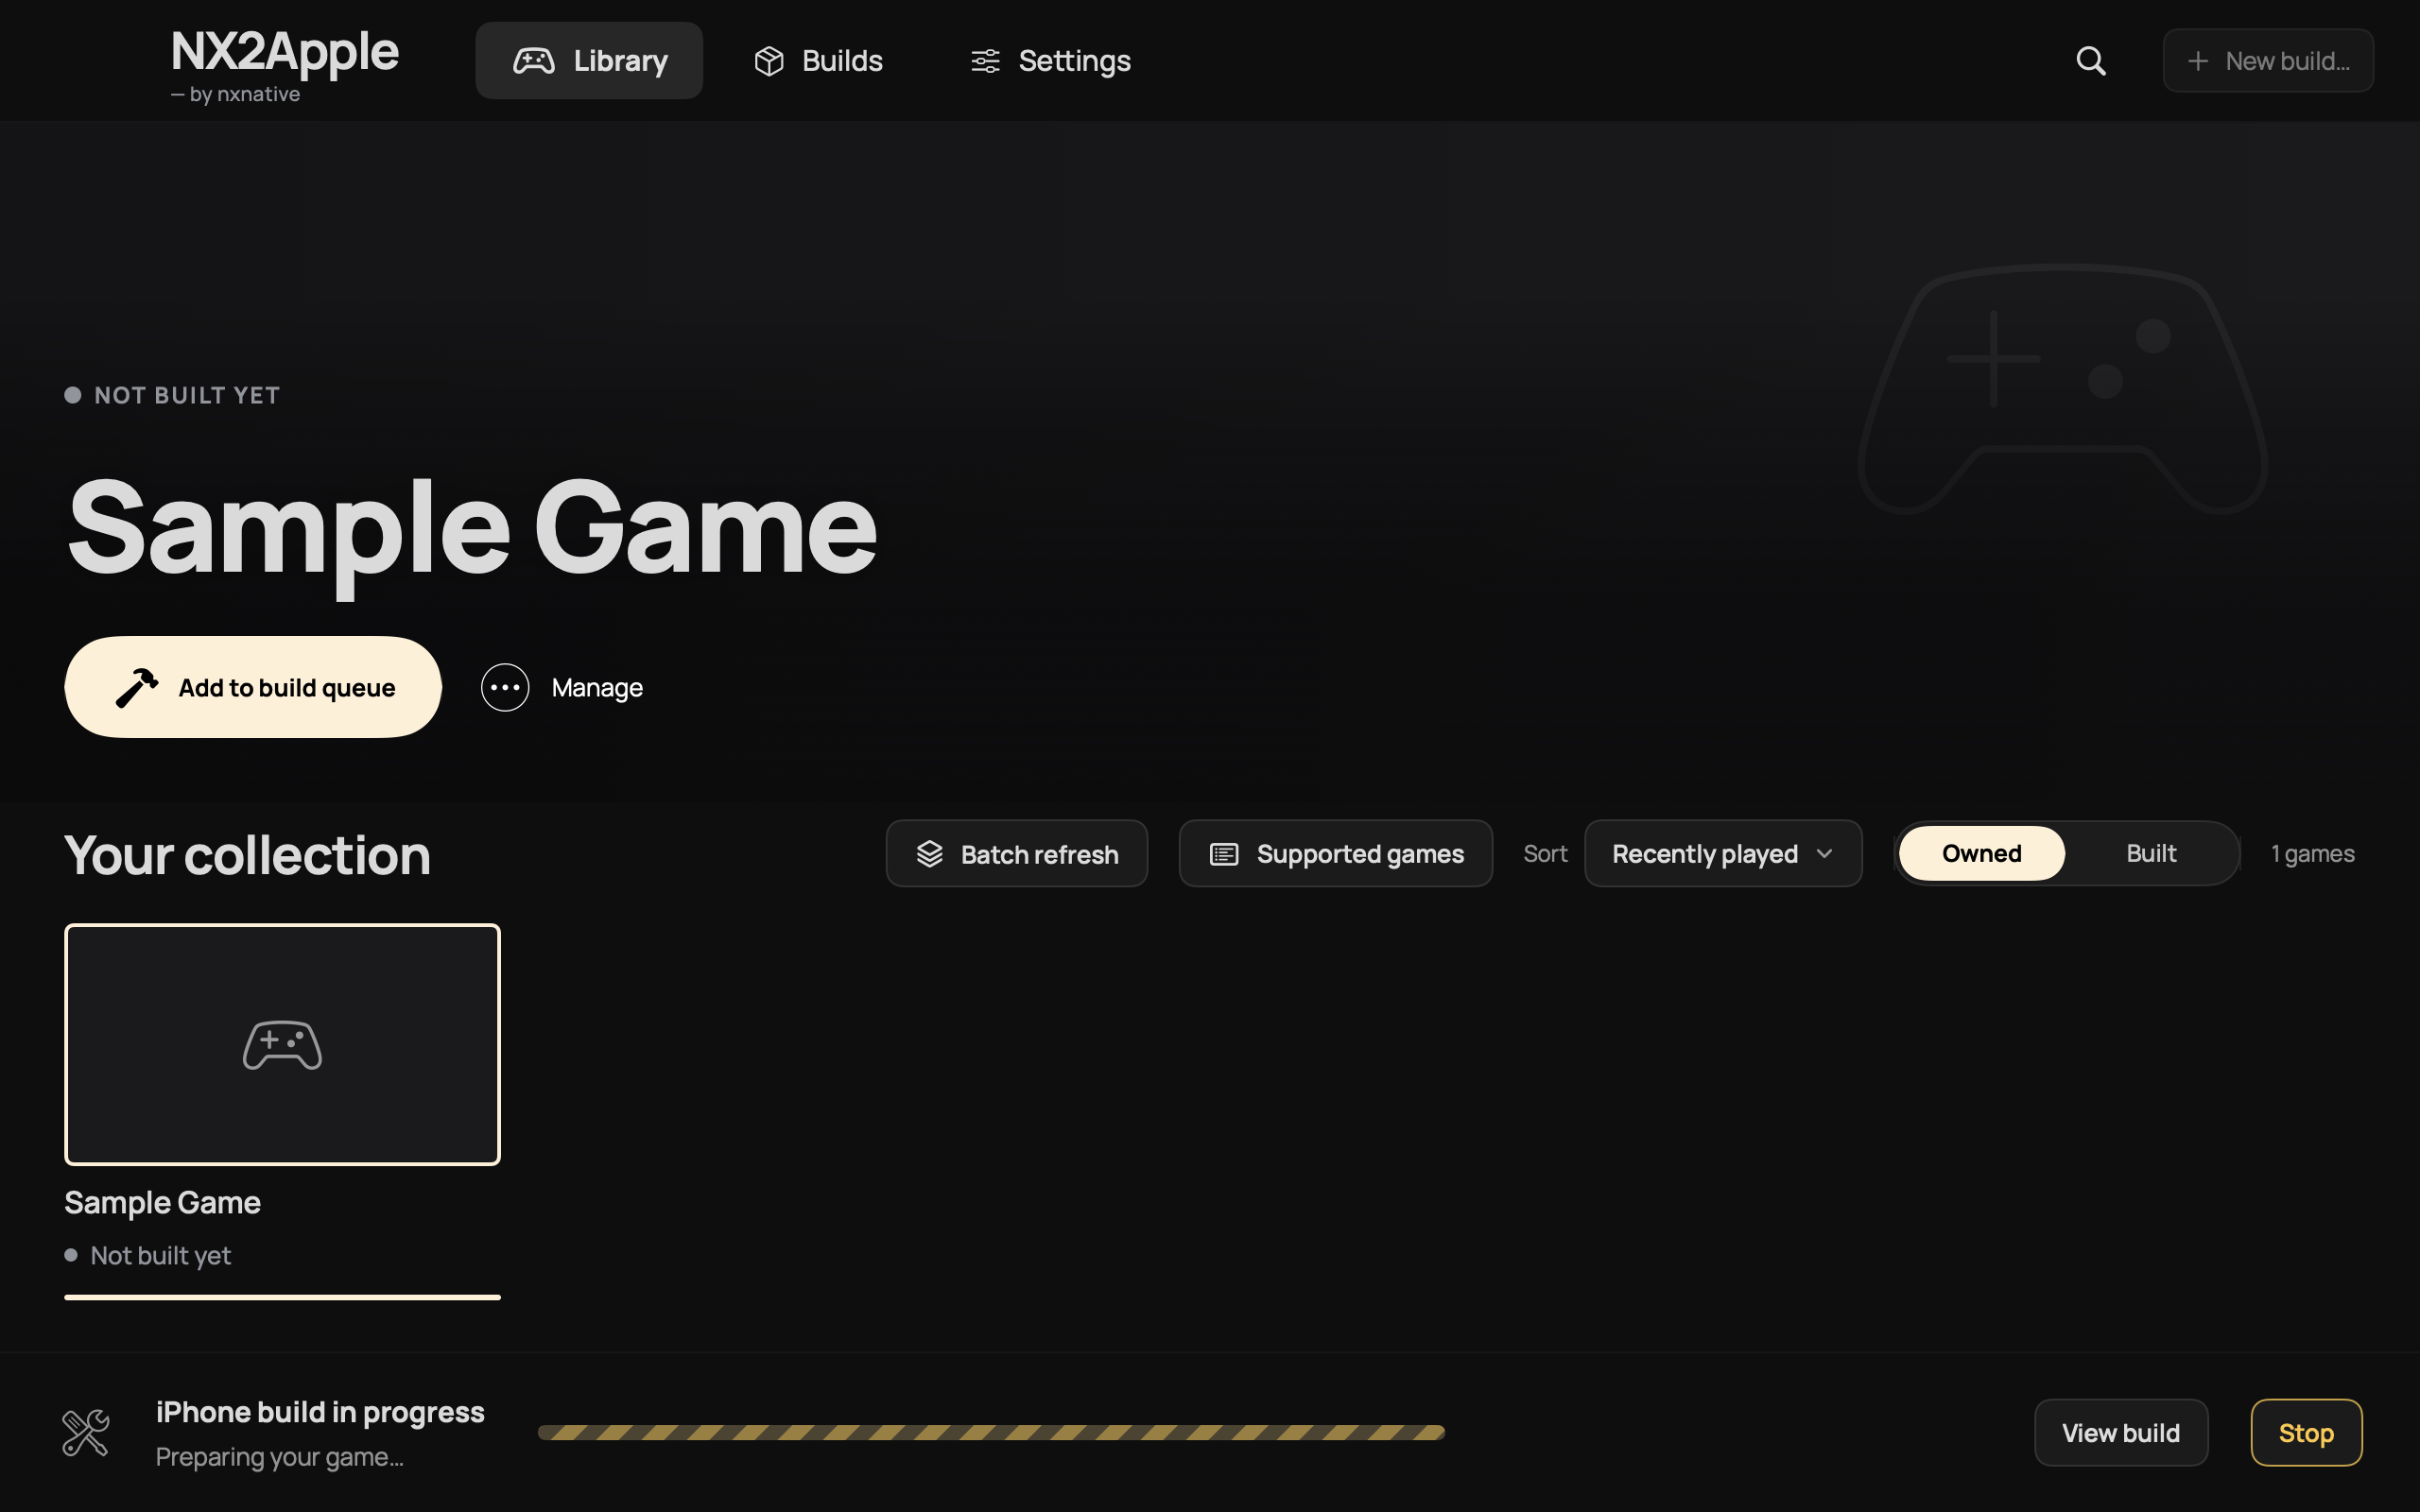 NX2Apple
— by nxnative
Library
Builds
Settings
New build...
NOT BUILT YET
Sample Game
Add to build queue
Manage
Your collection
Batch refresh
Supported games
Sort
Recently played
Owned
Built
1 games
Sample Game
Not built yet
iPhone build in progress
Preparing your game...
View build
Stop